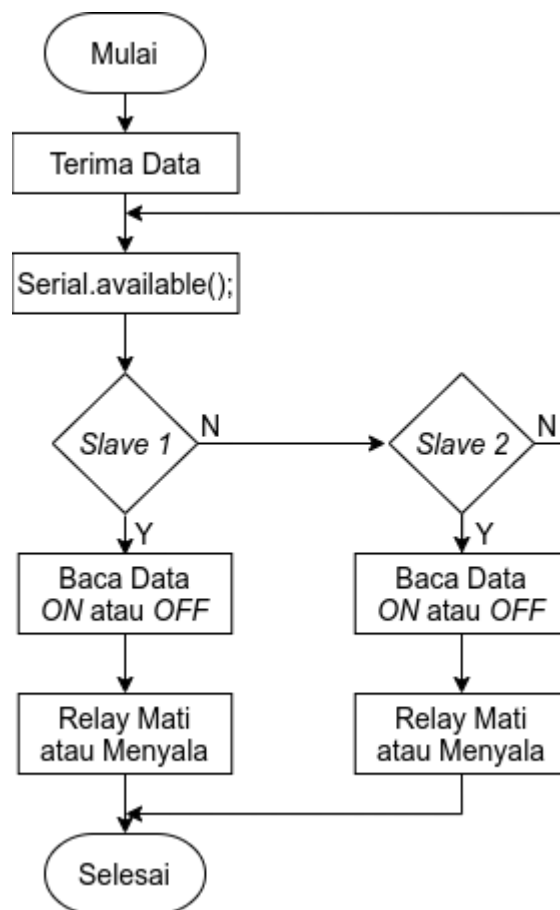 Mulai
Terima Data
Serial.available();
Slave 1
N
Slave 2
N
Y
Y
Baca Data
ON atau OFF
Baca Data
ON atau OFF
Relay Mati
atau Menyala
Relay Mati
atau Menyala
Selesai